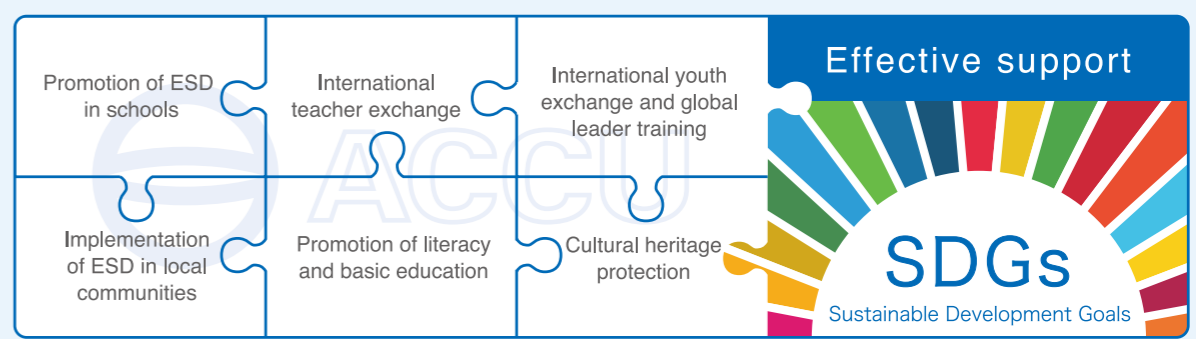 Promotion of ESD
in schools
International
teacher exchange
International youth
exchange and global
leader training
Effective support
ACCU
Implementation
of ESD in local
communities
Promotion of literacy
and basic education
Cultural heritage
protection
SDGs
Sustainable Development Goals